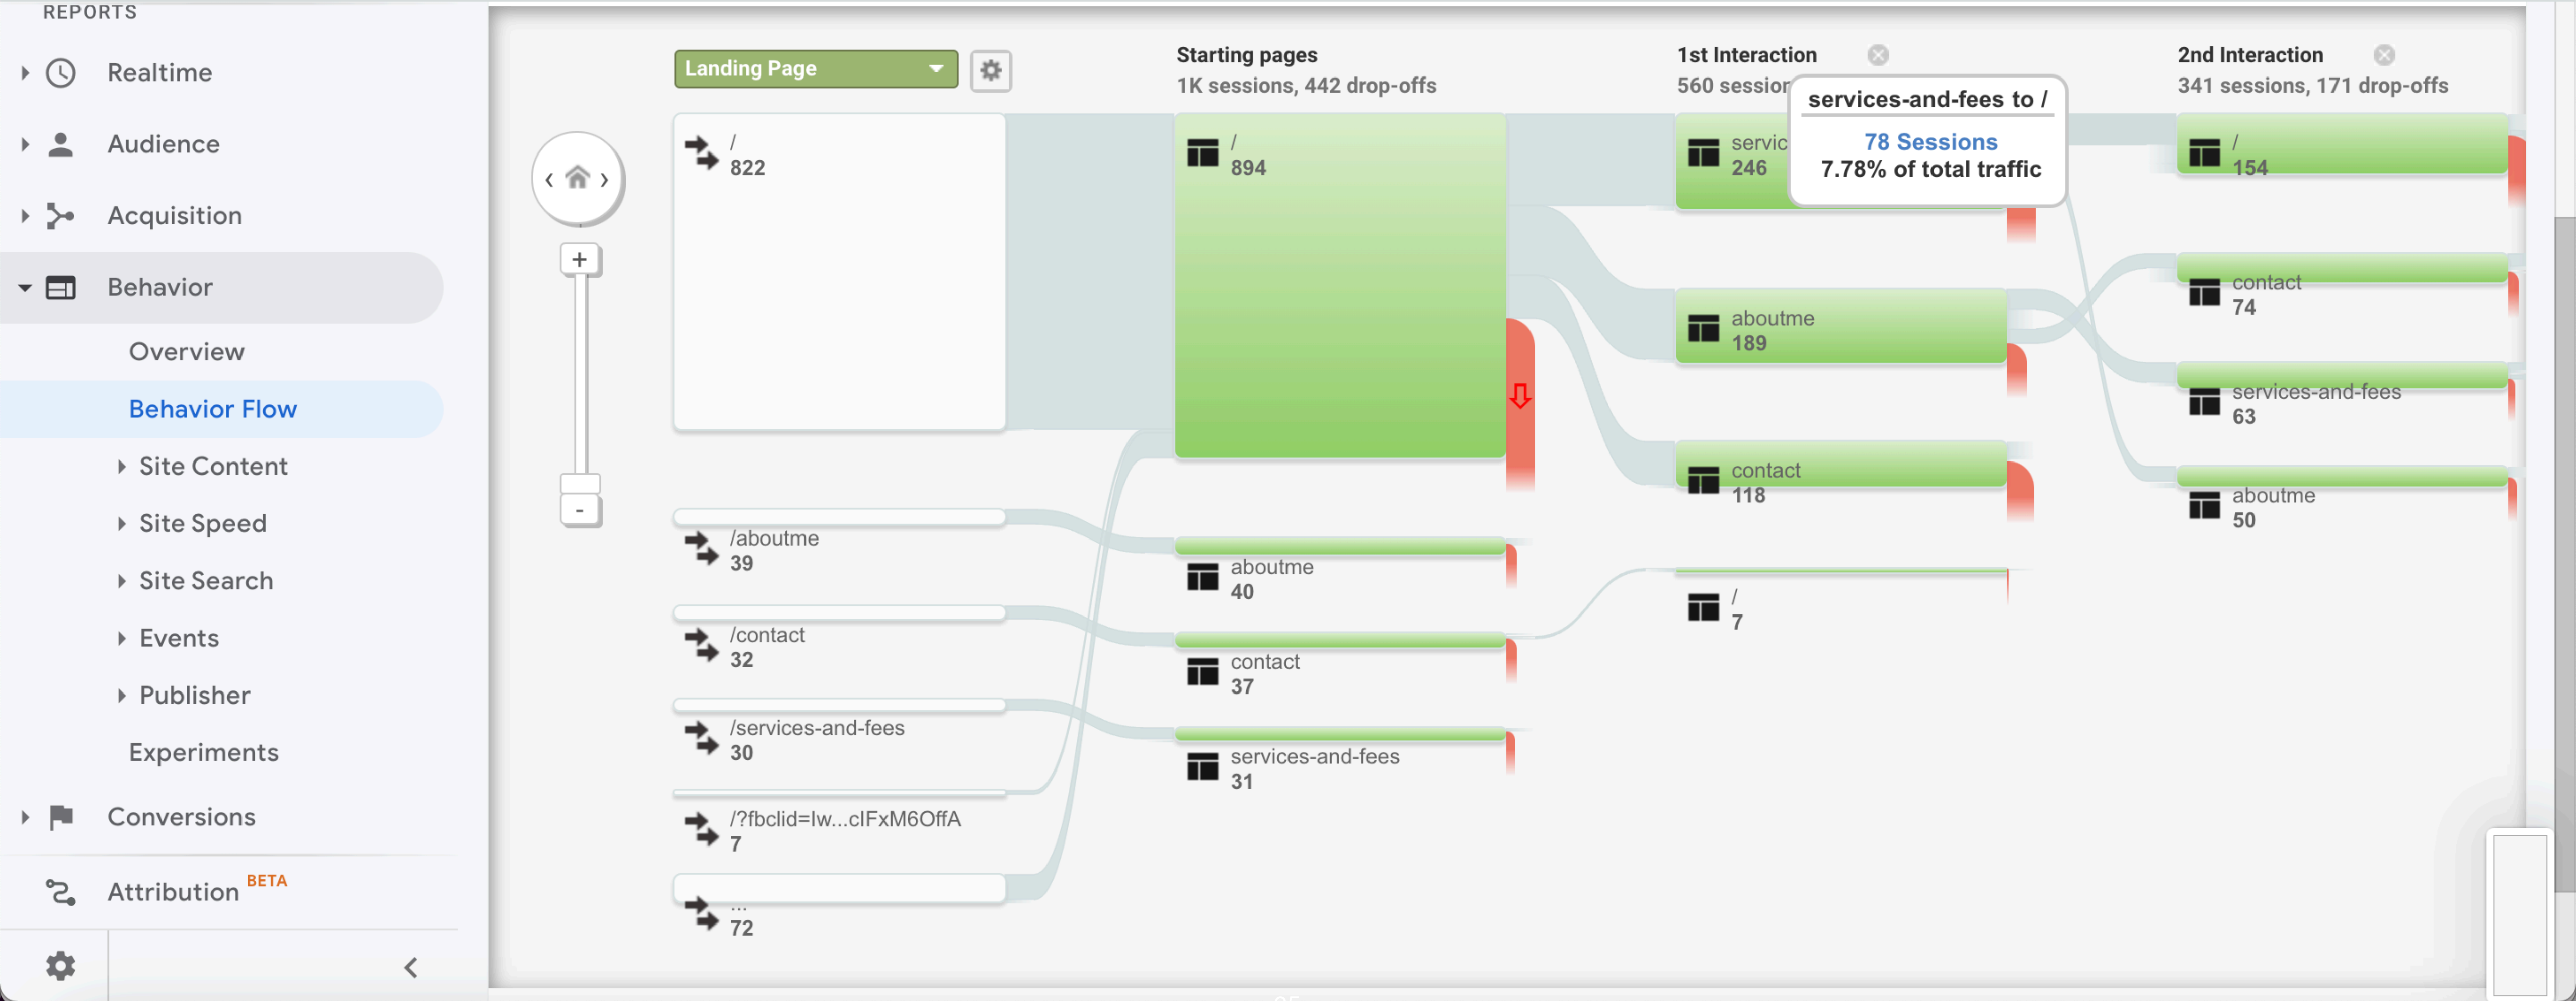 REPORTS
Realtime
Audience
Acquisition
Behavior
Overview
Behavior Flow
Site Content
Site Speed
Site Search
Events
Publisher
Experiments
Conversions
Attribution BETA
+
-
Landing Page
/
822
/aboutme
39
/contact
32
/services-and-fees
30
/?fbclid=Iw...cIFxM6OffA
7
...
72
Starting pages
1K sessions, 442 drop-offs
/
894
aboutme
40
contact
37
services-and-fees
31
1st Interaction
560
servic
246
services-and-fees to /
78 Sessions
7.78% of total traffic
aboutme
189
contact
118
/
7
2nd Interaction
341 sessions, 171 drop-offs
/
154
contact
74
services-and-fees
63
aboutme
50